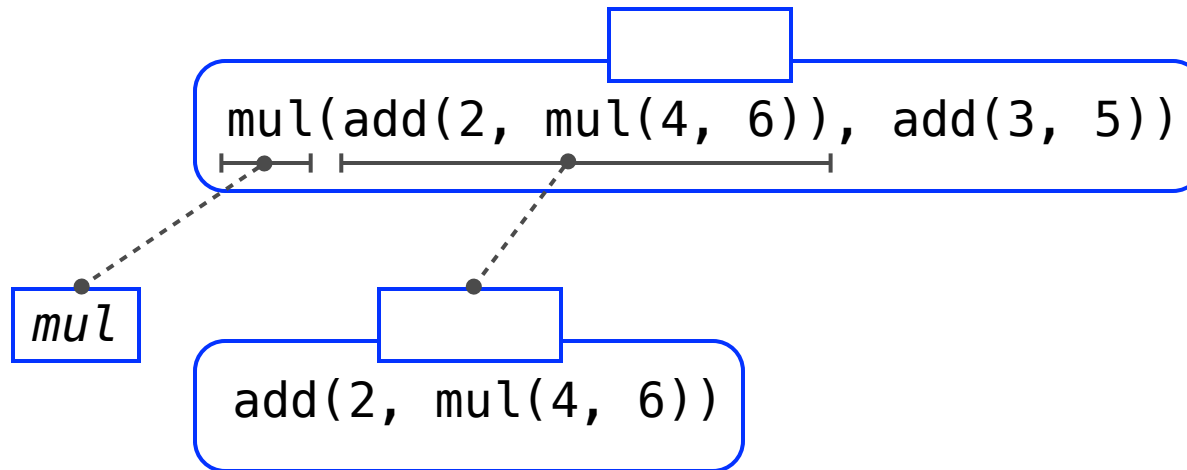 mul(add(2, mul(4, 6)), add(3, 5))
mul
add(2, mul(4, 6))